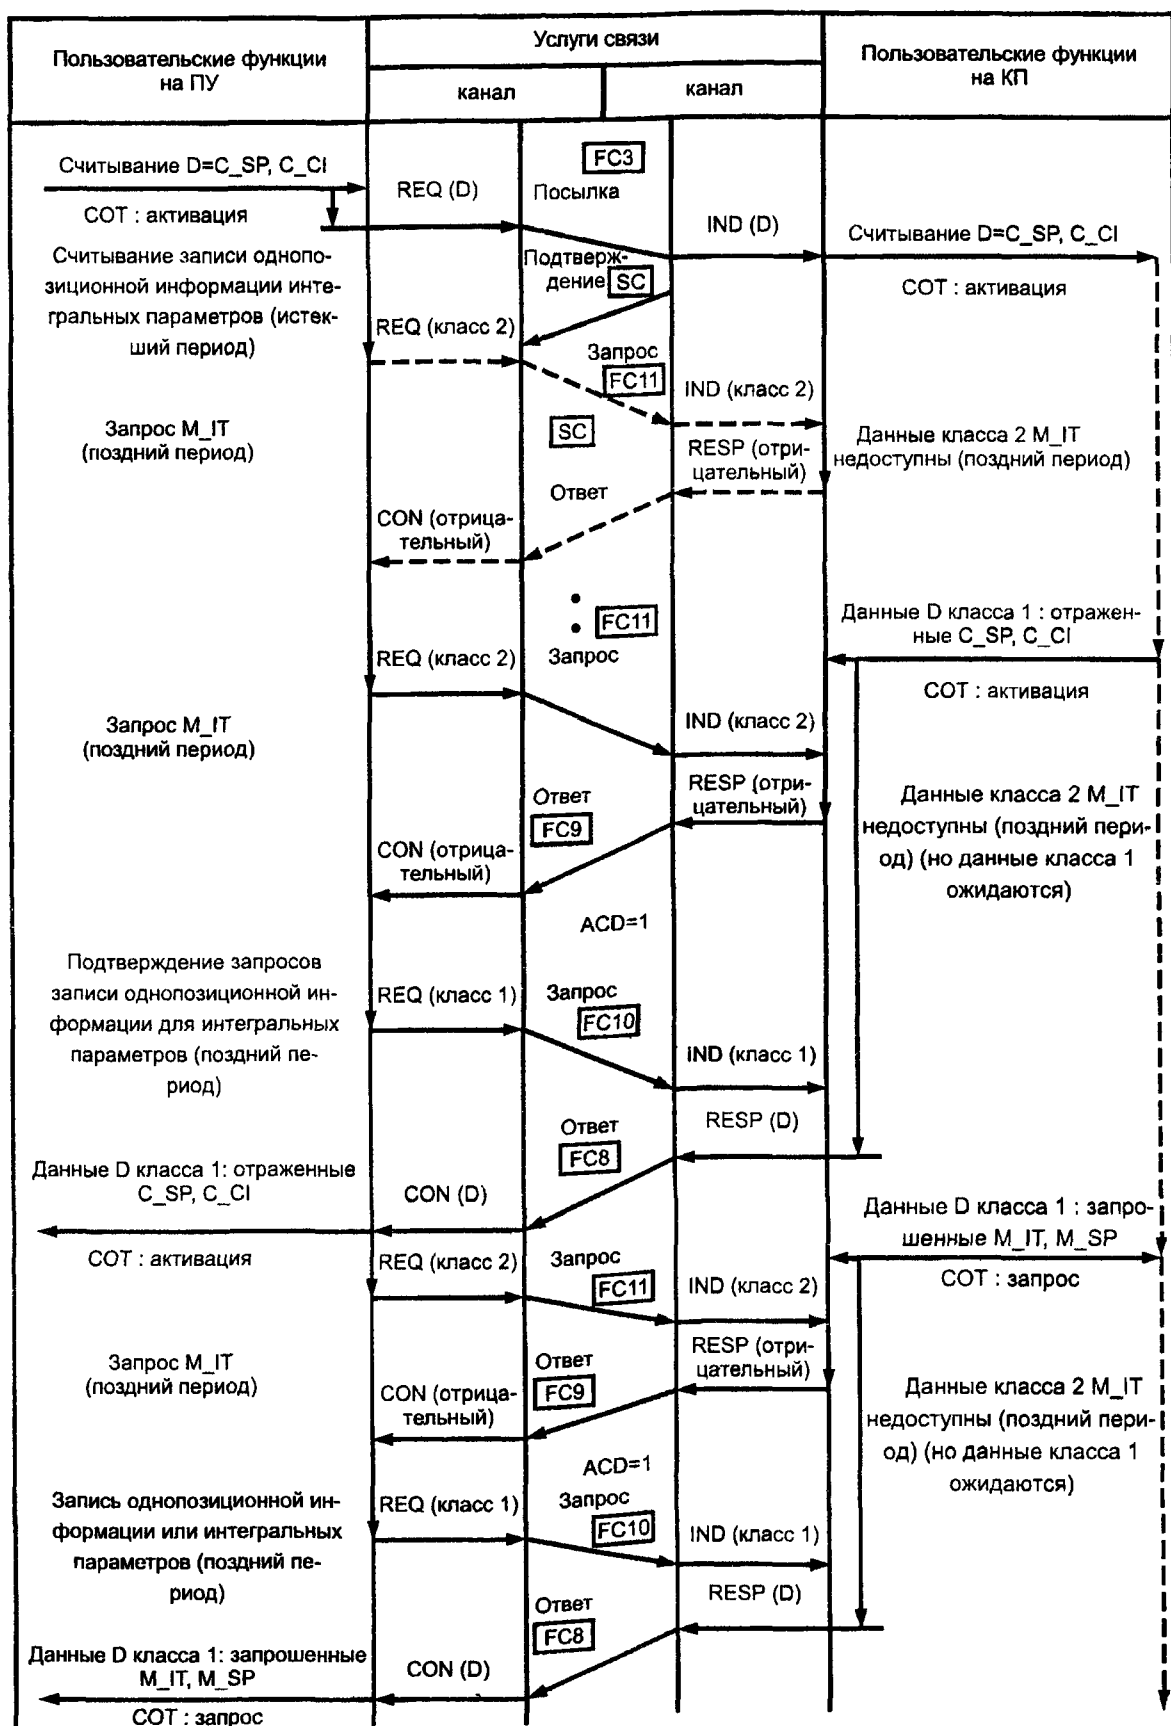 Пользовательские функции
на ПУ
Услуги связи
канал
канал
Пользовательские функции
на КП
Считывание D=C_SP, C_CI
COT : активация
REQ (D)
FC3
Посылка
IND (D)
Считывание D=C_SP, C_CI
COT : активация
Считывание записи однопо-
зиционной информации инте-
гральных параметров (истек-
ший период)
Подтверж-
дение
SC
REQ (класс 2)
Запрос
FC11
IND (класс 2)
Запрос M_IT
(поздний период)
SC
Ответ
RESP (отри-
цательный)
Данные класса 2 M_IT
недоступны (поздний период)
CON (отрица-
тельный)
Данные D класса 1 : отражен-
ные C_SP, C_CI
COT : активация
FC11
REQ (класс 2)
Запрос
IND (класс 2)
Запрос M_IT
(поздний период)
Ответ
FC9
RESP (отри-
цательный)
Данные класса 2 M_IT
недоступны (поздний пери-
од) (но данные класса 1
ожидаются)
CON (отрица-
тельный)
ACD=1
Подтверждение запросов
записи однопозиционной ин-
формации для интегральных
параметров (поздний пе-
риод)
REQ (класс 1)
Запрос
FC10
IND (класс 1)
Ответ
FC8
RESP (D)
Данные D класса 1: отраженные
C_SP, C_CI
COT : активация
CON (D)
Данные D класса 1 : запро-
шенные M_IT, M_SP
COT : запрос
REQ (класс 2)
Запрос
FC11
IND (класс 2)
Запрос M_IT
(поздний период)
Ответ
FC9
RESP (отри-
цательный)
Данные класса 2 M_IT
недоступны (поздний пери-
од) (но данные класса 1
ожидаются)
CON (отрица-
тельный)
ACD=1
Запись однопозиционной ин-
формации или интегральных
параметров (поздний пе-
риод)
REQ (класс 1)
Запрос
FC10
IND (класс 1)
Ответ
FC8
RESP (D)
Данные D класса 1: запрошенные
M_IT, M_SP
COT : запрос
CON (D)